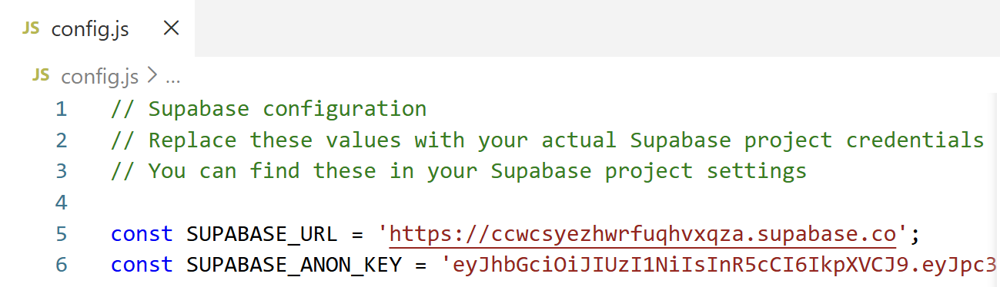 JS config.js ×
JS config.js > ...
1 // Supabase configuration
2 // Replace these values with your actual Supabase project credentials
3 // You can find these in your Supabase project settings
4
5 const SUPABASE_URL = 'https://ccwcsyezhwrfuqhvxqza.supabase.co';
6 const SUPABASE_ANON_KEY = 'eyJhbGciOiJIUzI1NiIsInR5cCI6IkpXVCJ9.eyJpc3